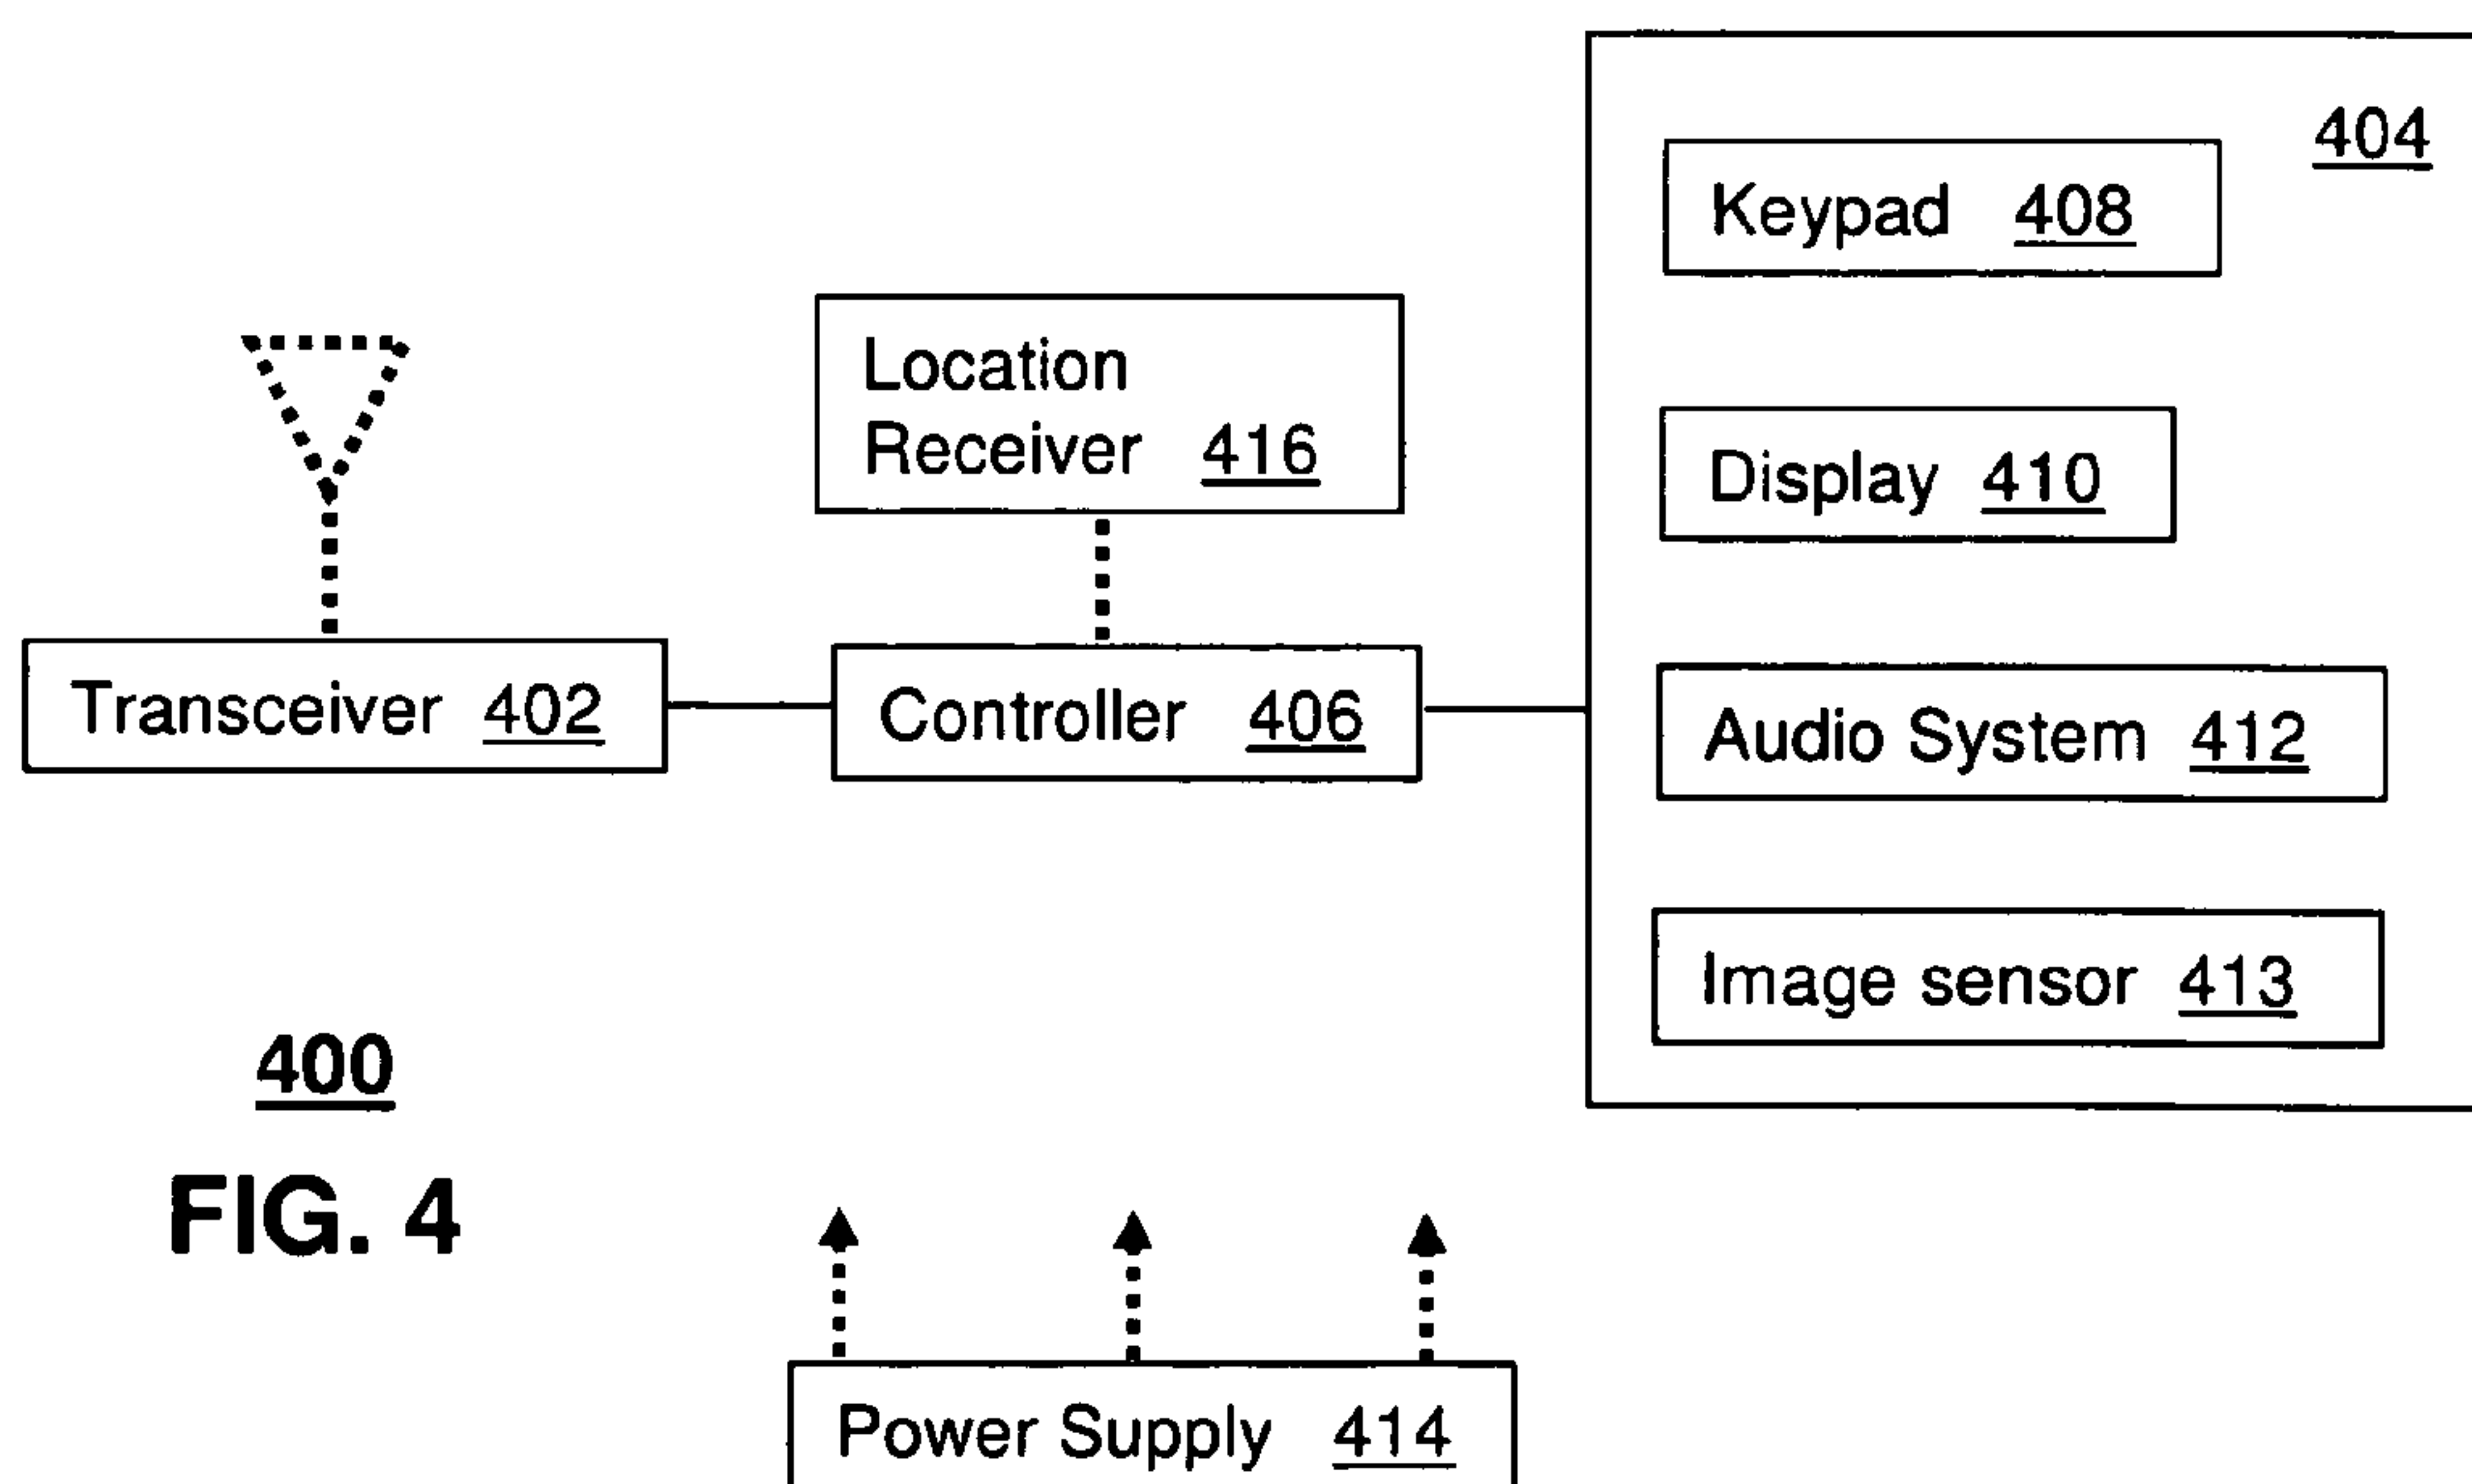 404
Keypad 408
Location
Receiver 416
Display 410
Transceiver 402
Controller 406
Audio System 412
Image sensor 413
400
FIG. 4
Power Supply 414